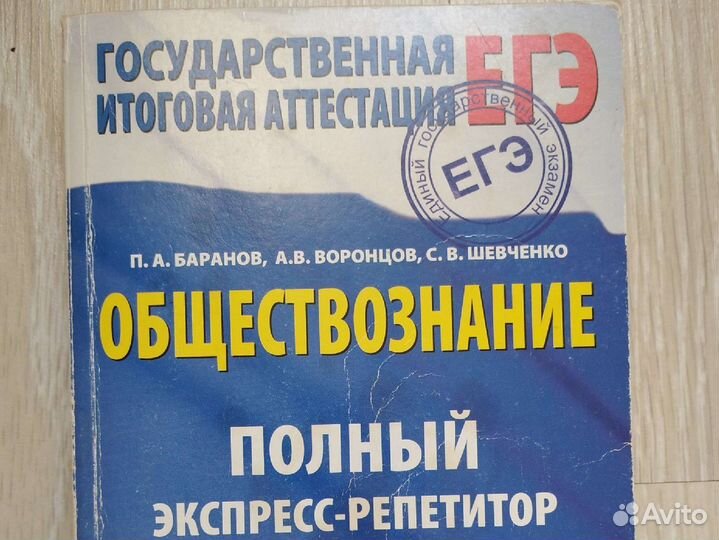 ГОСУДАРСТВЕННАЯ
ИТОГОВАЯ АТТЕСТАЦИЯ
ЕГЭ
единый государственный экзамен
ЕГЭ
П. А. БАРАНОВ, А.В. ВОРОНЦОВ, С. В. ШЕВЧЕНКО
ОБЩЕСТВОЗНАНИЕ
ПОЛНЫЙ
ЭКСПРЕСС-РЕПЕТИТОР
Avito